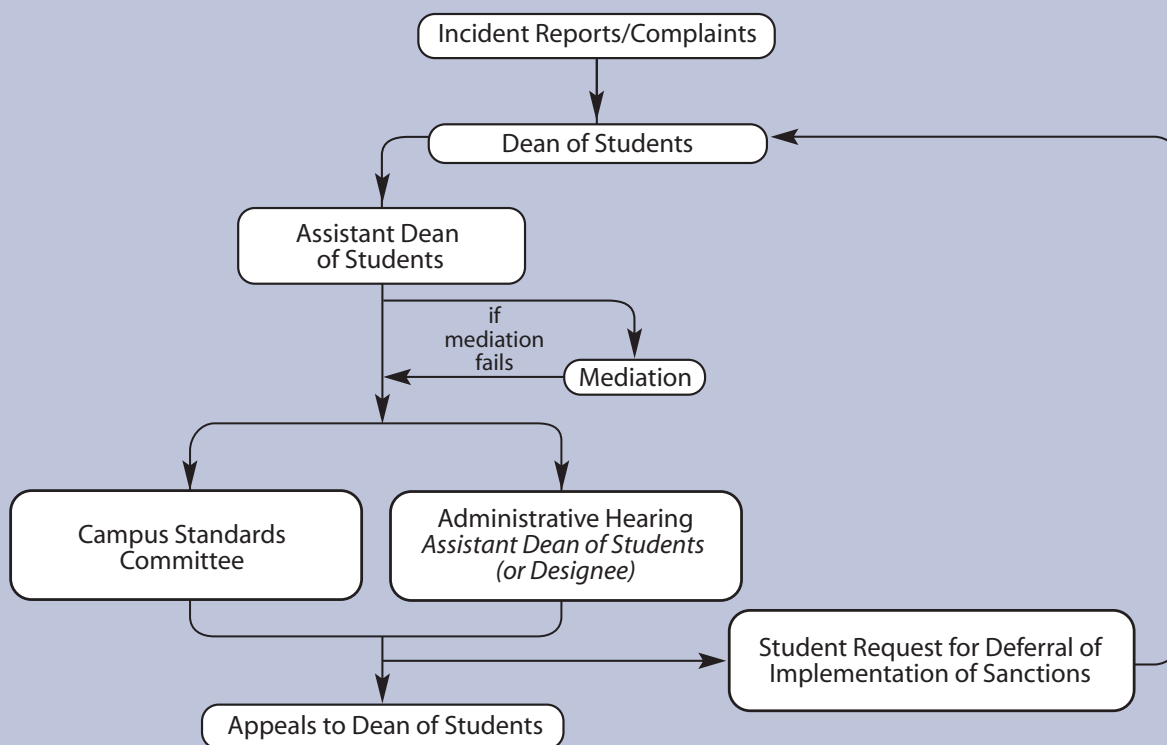 Incident Reports/Complaints
Dean of Students
Assistant Dean
of Students
if
mediation
fails
Mediation
Campus Standards
Committee
Administrative Hearing
Assistant Dean of Students
(or Designee)
Student Request for Deferral of
Implementation of Sanctions
Appeals to Dean of Students